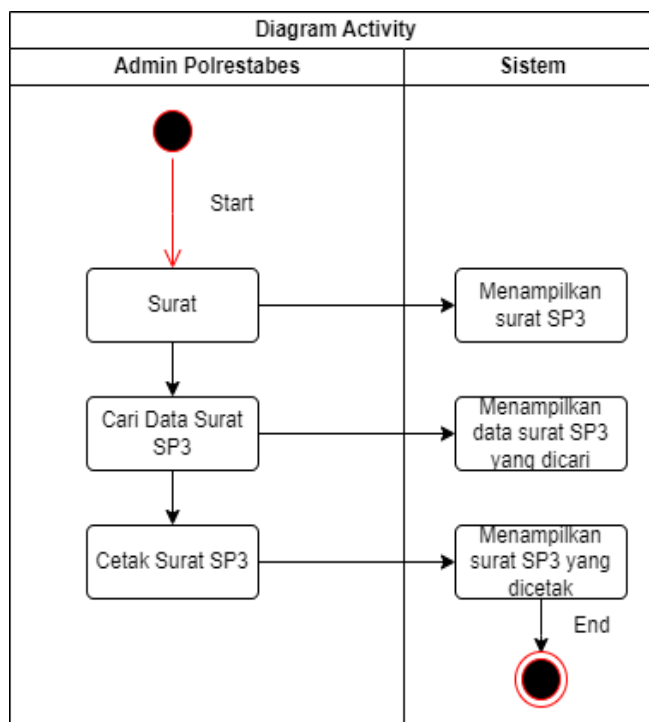 Diagram Activity
Admin Polrestabes
Sistem
Start
Surat
Menampilkan
surat SP3
Cari Data Surat
SP3
Menampilkan
data surat SP3
yang dicari
Cetak Surat SP3
Menampilkan
surat SP3 yang
dicetak
End